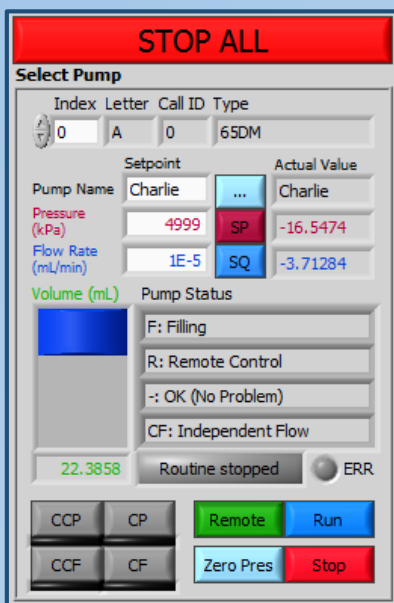 STOP ALL
Select Pump
Index Letter Call ID Type
0 A 0 65DM
Setpoint Actual Value
Pump Name Charlie ... Charlie
Pressure
(kPa) 4999 SP -16.5474
Flow Rate
(mL/min) 1E-5 SQ -3.71284
Volume (mL) Pump Status
F: Filling
R: Remote Control
-: OK (No Problem)
CF: Independent Flow
22.3858 Routine stopped ERR
CCP CP Remote Run
CCF CF Zero Pres Stop